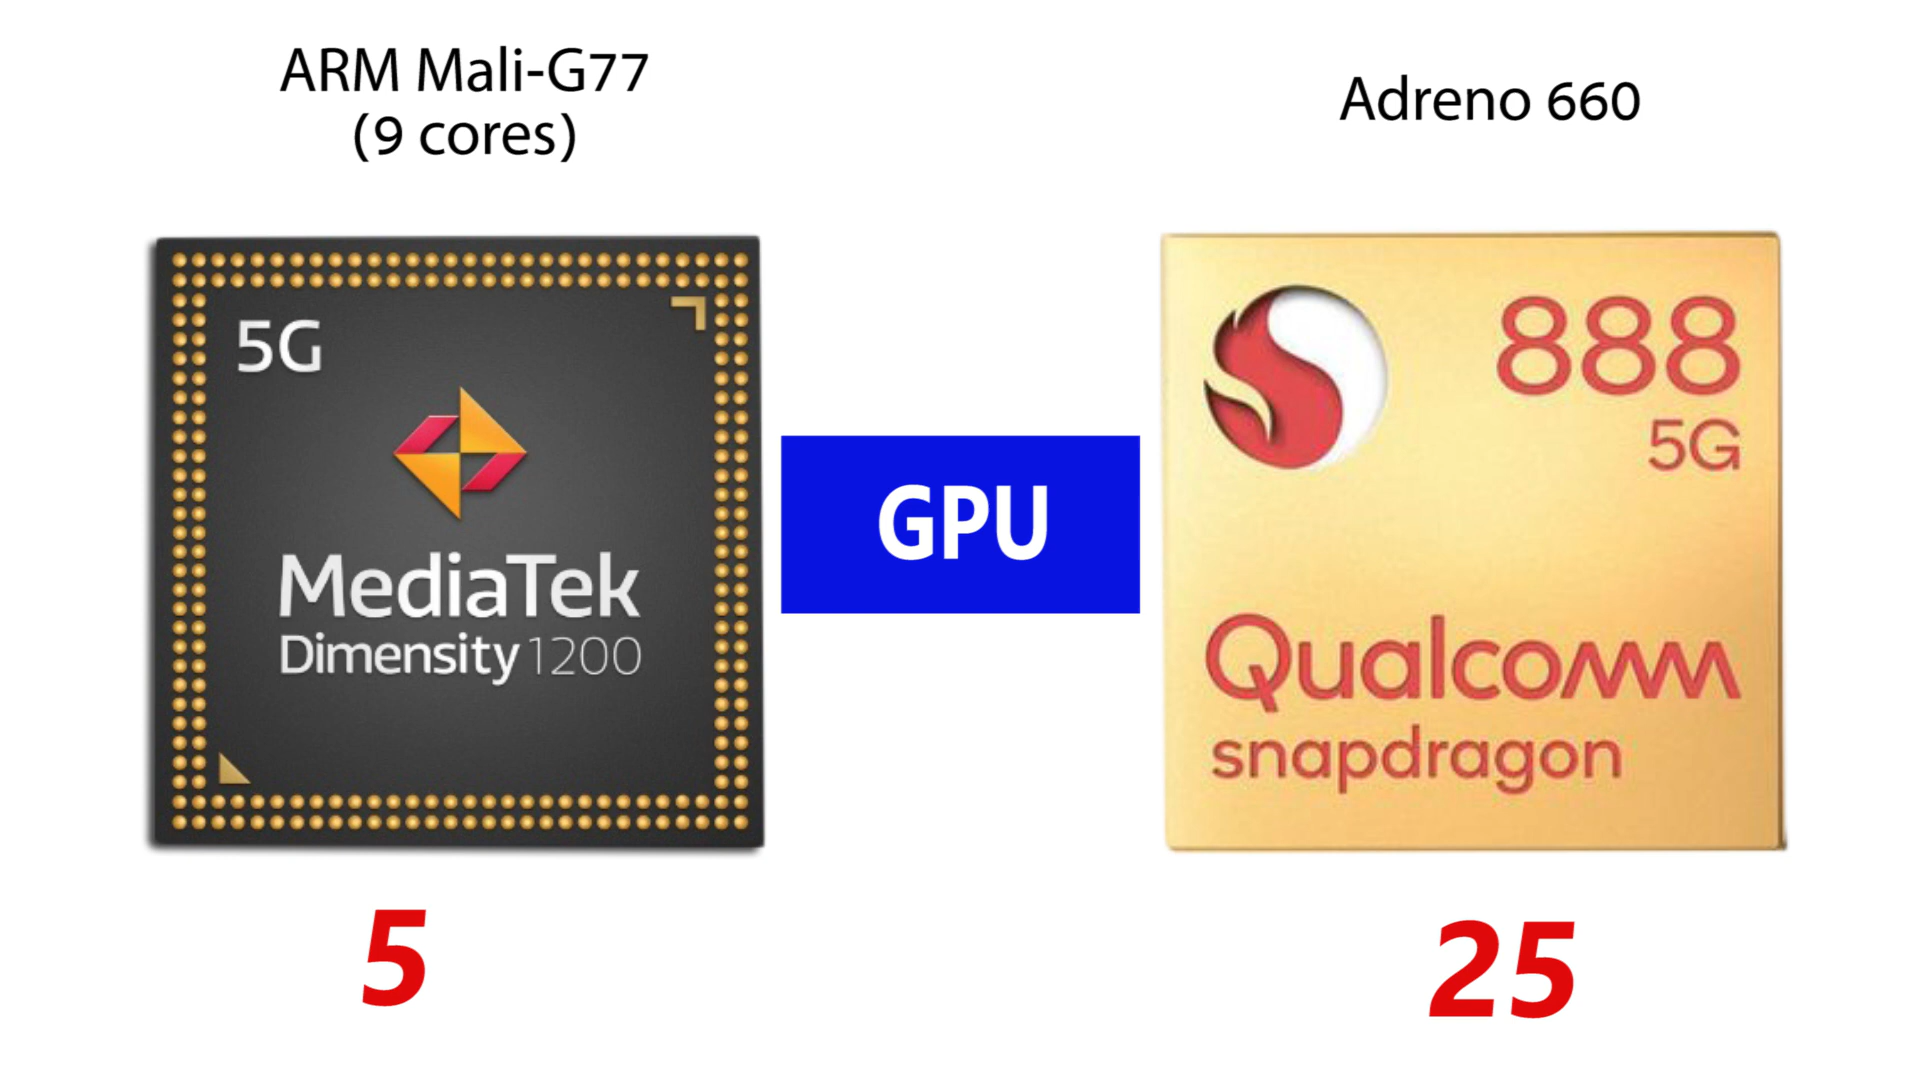 ARM Mali-G77
(9 cores)
Adreno 660
5G
MediaTek
Dimensity 1200
GPU
888
5G
Qualcomm
snapdragon
5
25